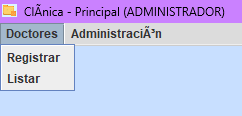 ClÃnica - Principal (ADMINISTRADOR)
Doctores AdministraciÃ³n
Registrar
Listar